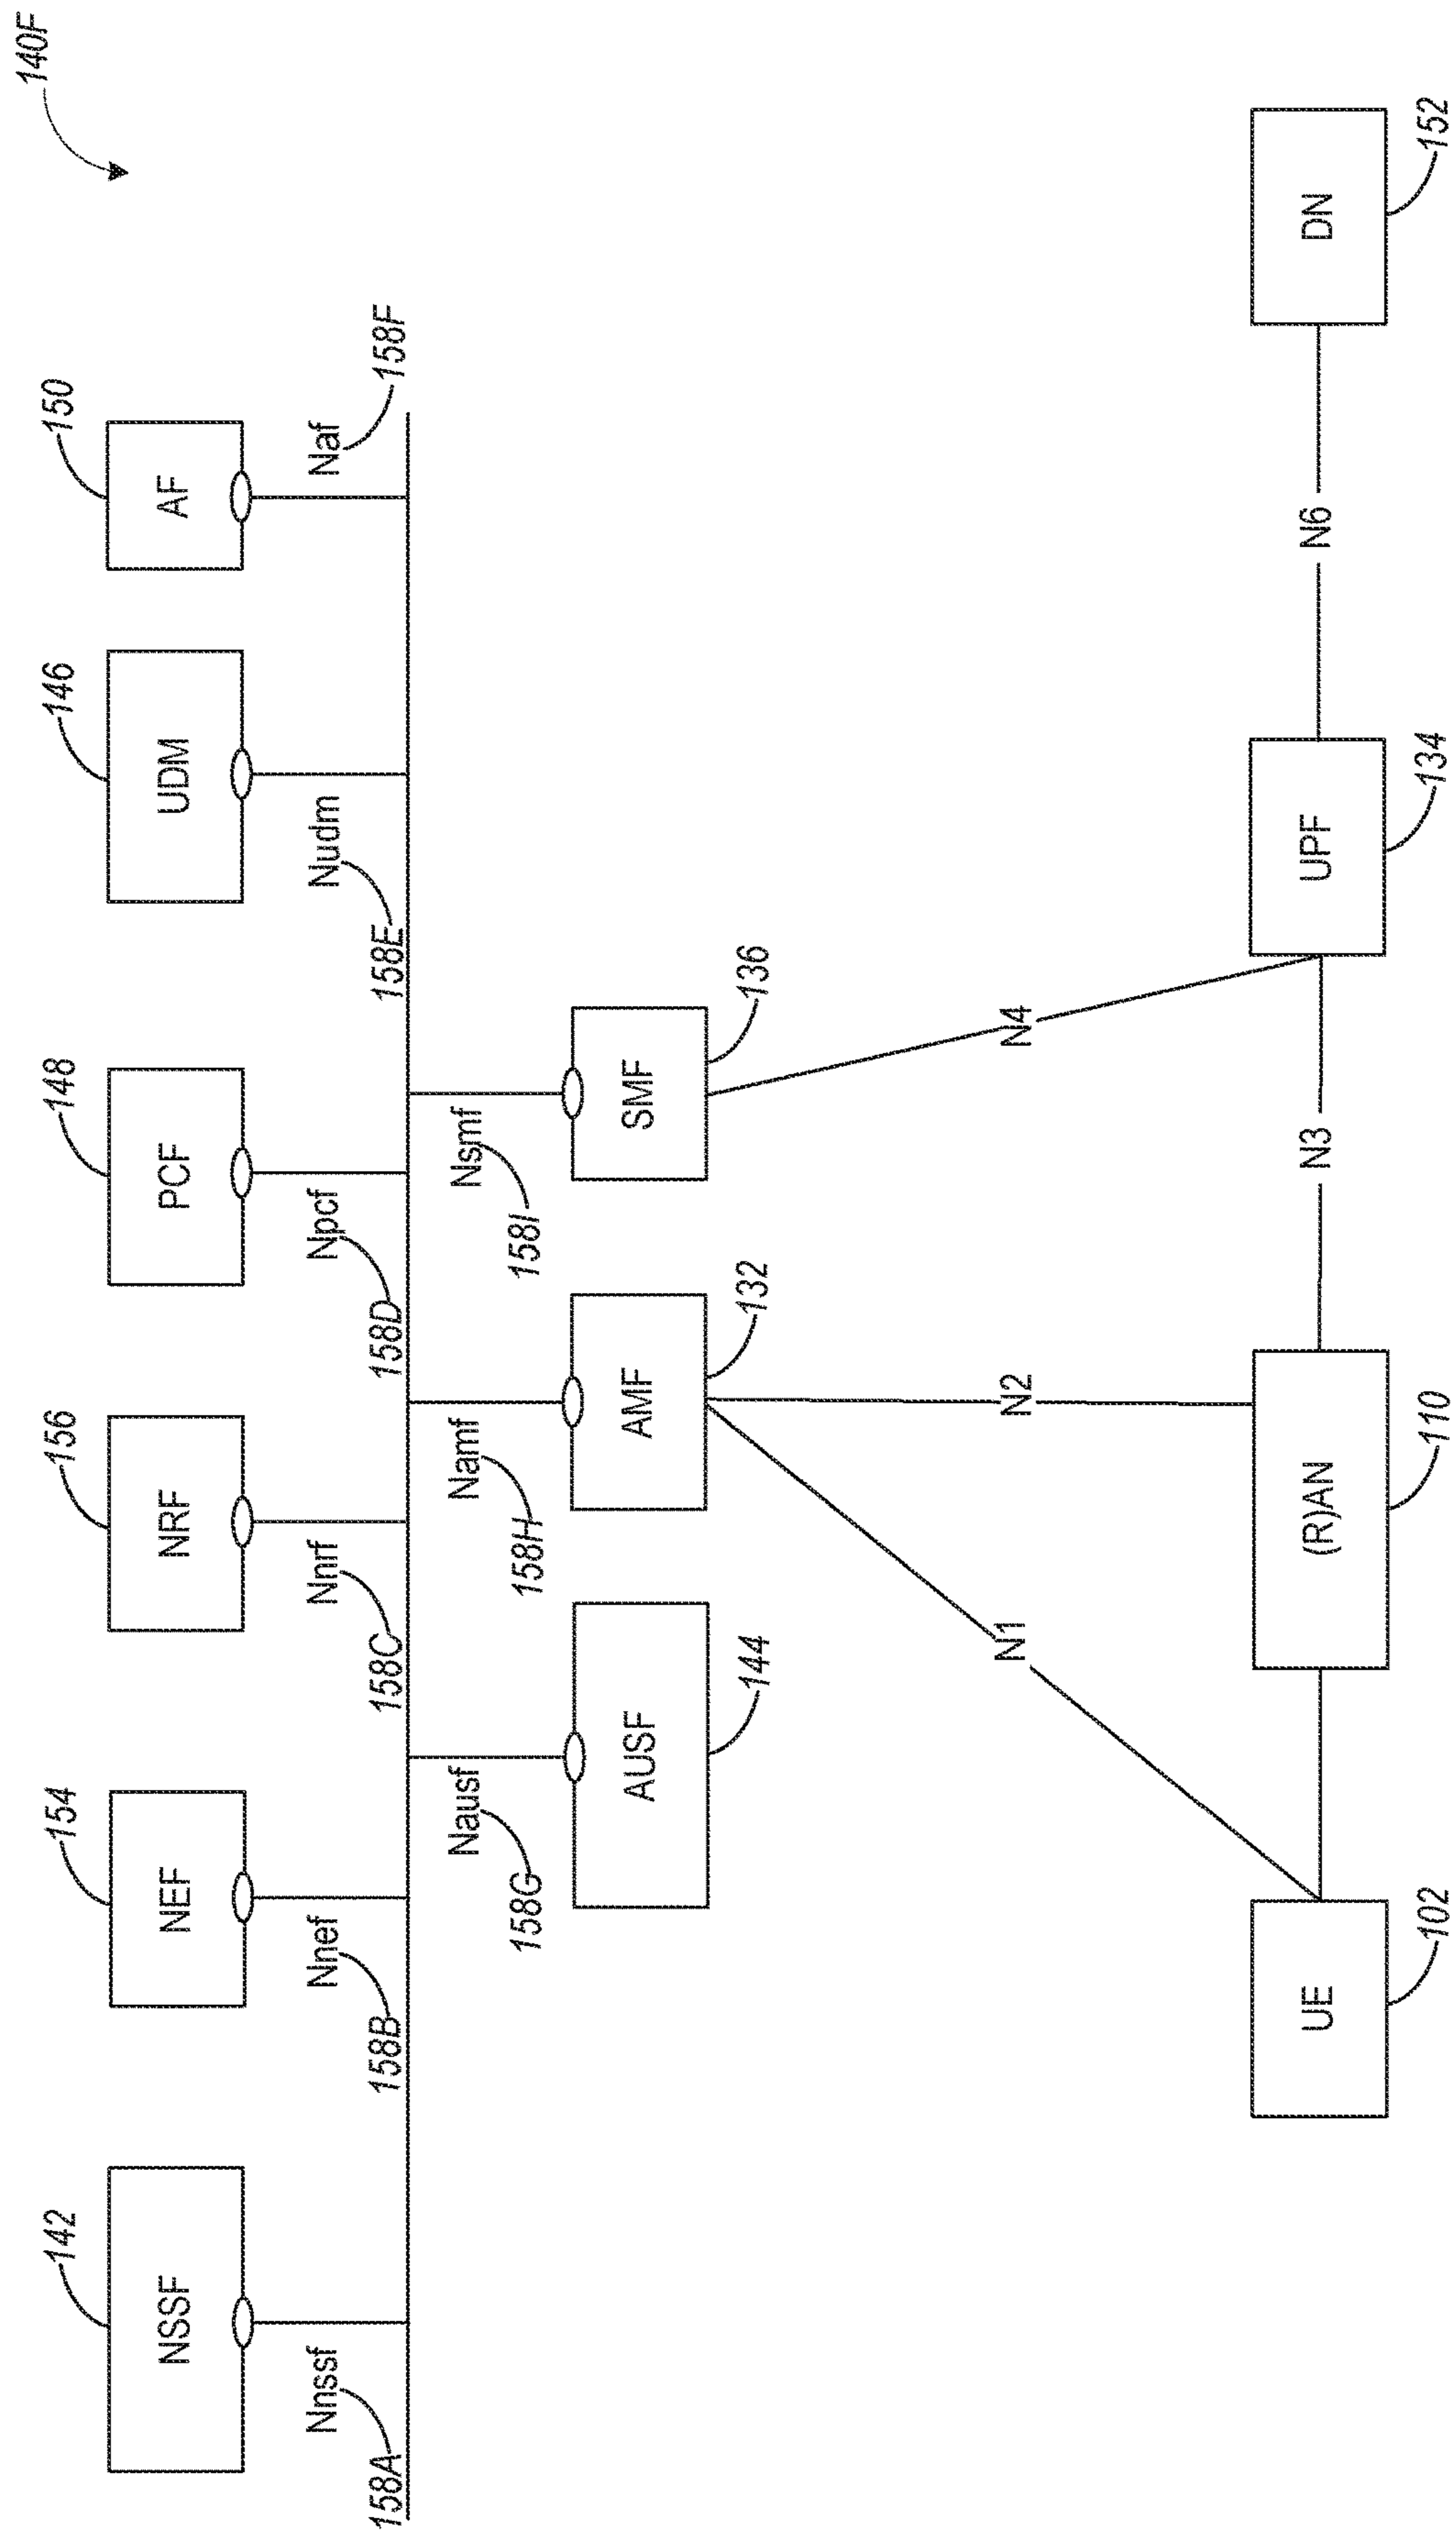 140F
142
154
156
148
146
150
NSSF
NEF
NRF
PCF
UDM
AF
Nnssf
Nnef
Nnrf
Npcf
Nudm
Naf
158A
158B
158C
158D
158E
158F
Nausf
Namf
Nsmf
158G
158H
158I
AUSF
AMF
SMF
144
132
136
N1
N2
N4
UE
(R)AN
N3
UPF
N6
DN
102
110
134
152